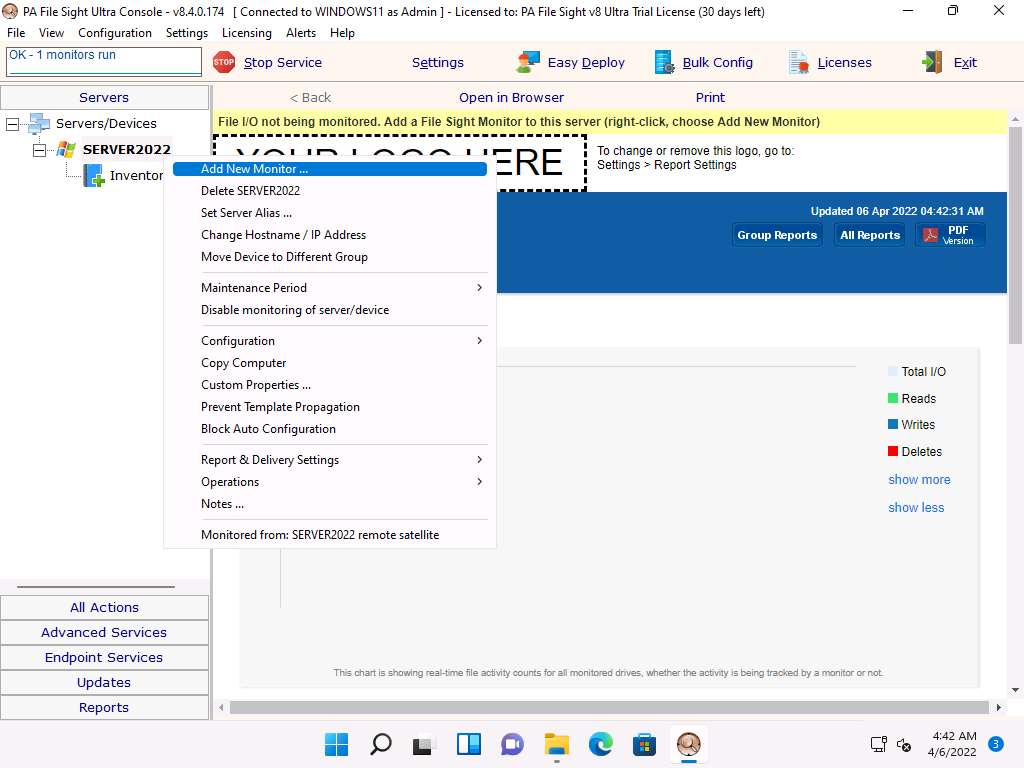 PA File Sight Ultra Console - v8.4.0.174 [ Connected to WINDOWS11 as Admin ] - Licensed to: PA File Sight v8 Ultra Trial License (30 days left)
File View Configuration Settings Licensing Alerts Help
OK - 1 monitors run
STOP Stop Service Settings Easy Deploy Bulk Config Licenses Exit
Servers
< Back Open in Browser Print
Servers/Devices
SERVER2022
Inventor
File I/O not being monitored. Add a File Sight Monitor to this server (right-click, choose Add New Monitor)
YOUR LOGO HERE
To change or remove this logo, go to:
Settings > Report Settings
Updated 06 Apr 2022 04:42:31 AM
Group Reports All Reports PDF Version
Add New Monitor ...
Delete SERVER2022
Set Server Alias ...
Change Hostname / IP Address
Move Device to Different Group
Maintenance Period
Disable monitoring of server/device
Configuration
Copy Computer
Custom Properties ...
Prevent Template Propagation
Block Auto Configuration
Report & Delivery Settings
Operations
Notes ...
Monitored from: SERVER2022 remote satellite
Total I/O
Reads
Writes
Deletes
show more
show less
This chart is showing real-time file activity counts for all monitored drives, whether the activity is being tracked by a monitor or not.
All Actions
Advanced Services
Endpoint Services
Updates
Reports
4:42 AM
4/6/2022
3